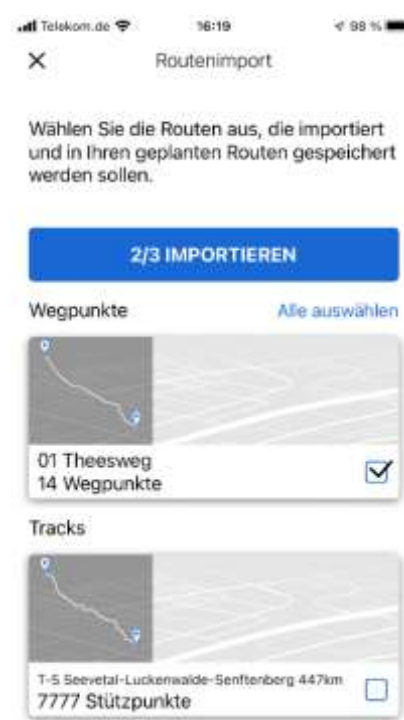 Telekom.de 16:19 98 %
Routenimport
Wählen Sie die Routen aus, die importiert
und in Ihren geplanten Routen gespeichert
werden sollen.
2/3 IMPORTIEREN
Wegpunkte Alle auswählen
01 Theesweg
14 Wegpunkte
Tracks
T-5 Seevetal-Luckenwalde-Senftenberg 447km
7777 Stützpunkte